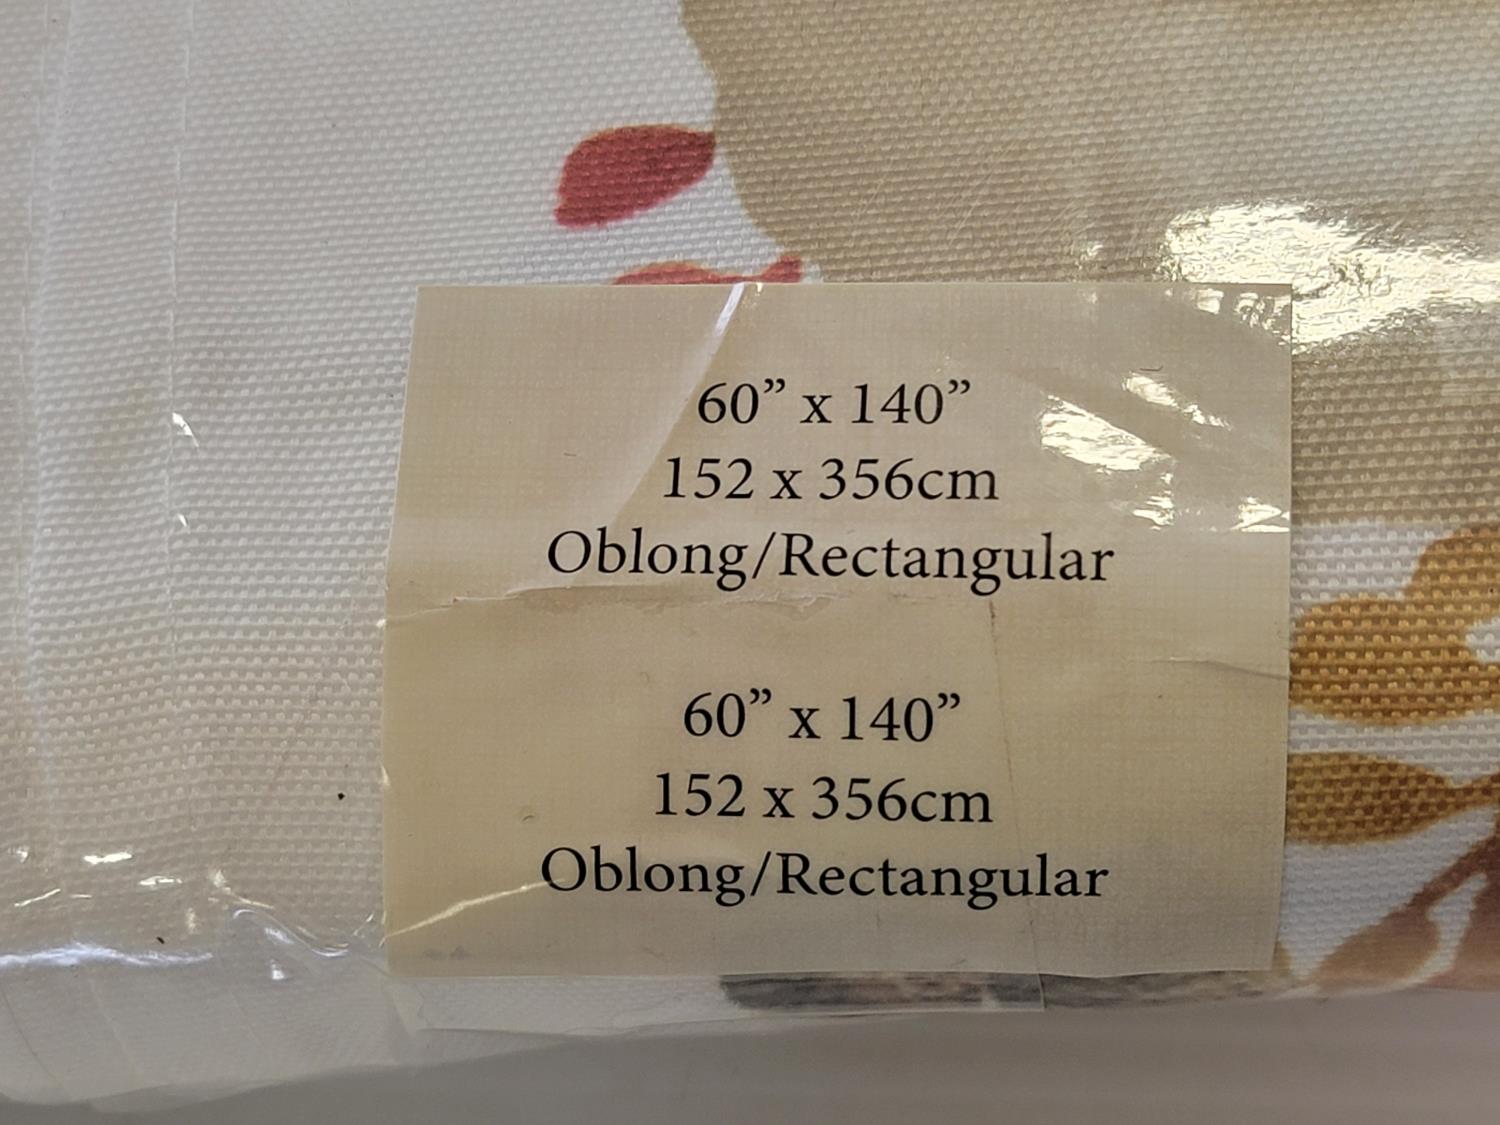 60” x 140”
152 x 356cm
Oblong/Rectangular
60” x 140”
152 x 356cm
Oblong/Rectangular